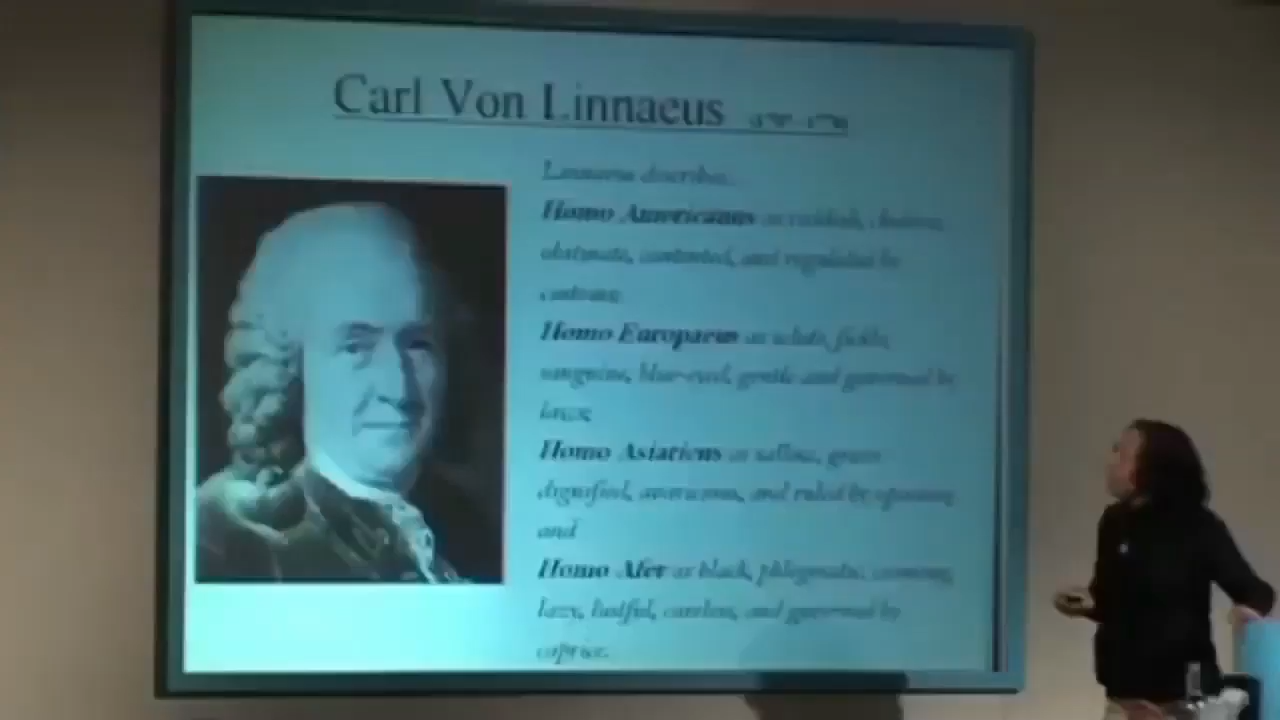 Carl Von Linnaeus
Linnaeus describes
Homo Americanus as reddish, choleric,
obstinate, contented, and regulated by
customs;
Homo Europaeus as white, fickle,
sanguine, blue-eyed, gentle and governed by
laws;
Homo Asiaticus as sallow, grave
dignified, avaricious, and ruled by opinions;
and
Homo Afer as black, phlegmatic, cunning,
lazy, lustful, careless, and governed by
caprice.